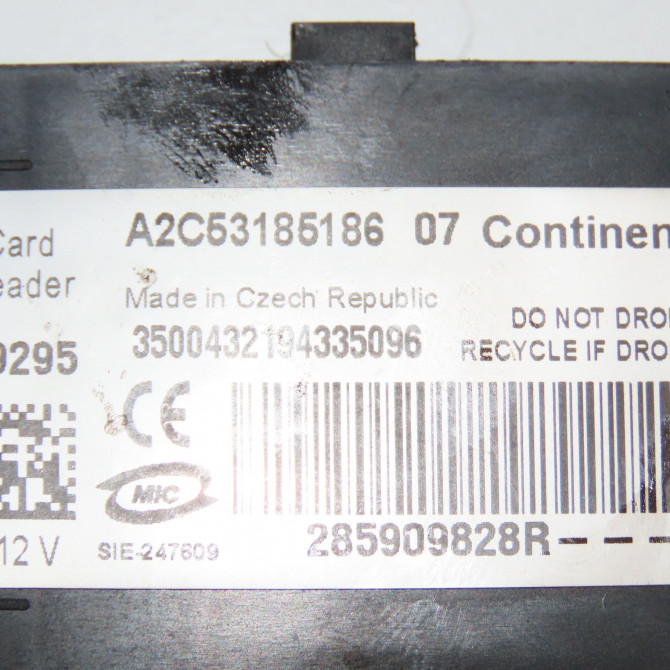 Card
eader
9295
12 V
A2C53185186 07 Continen
Made in Czech Republic
3500432194335096
DO NOT DRO
RECYCLE IF DRO
CE
MIC
SIE-247609
285909828R----